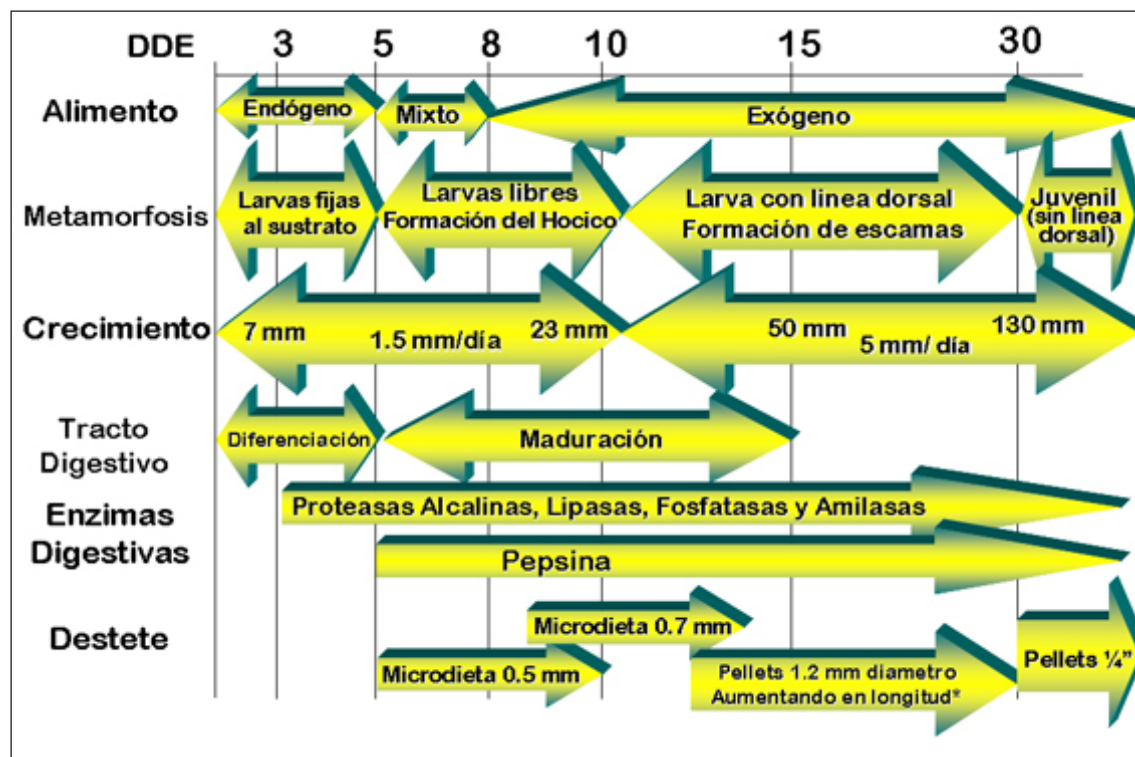 DDE 3 5 8 10 15 30
Alimento
Endógeno
Mixto
Exógeno
Metamorfosis
Larvas fijas
al sustrato
Larvas libres
Formación del Hocico
Larva con linea dorsal
Formación de escamas
Juvenil
(sin linea
dorsal)
Crecimiento
7 mm
1.5 mm/día
23 mm
50 mm
5 mm/ día
130 mm
Tracto
Digestivo
Diferenciación
Maduración
Enzimas
Digestivas
Proteasas Alcalinas, Lipasas, Fosfatasas y Amilasas
Pepsina
Destete
Microdieta 0.5 mm
Microdieta 0.7 mm
Pellets 1.2 mm diametro
Aumentando en longitud*
Pellets ¼”